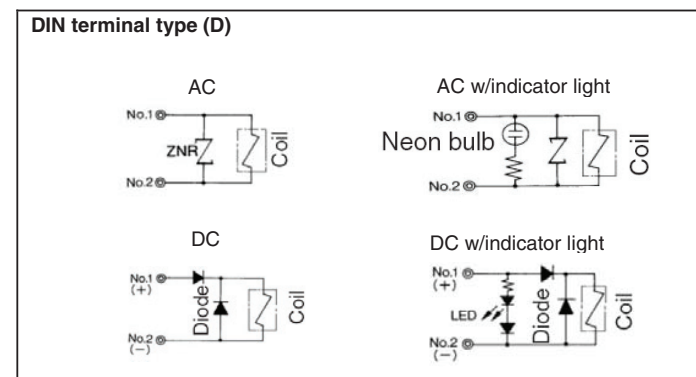 DIN terminal type (D)
AC
No.1
ZNR
Coil
No.2
AC w/indicator light
No.1
Neon bulb
Coil
No.2
DC
No.1
(+)
Diode
Coil
No.2
(−)
DC w/indicator light
No.1
(+)
LED
Diode
Coil
No.2
(−)